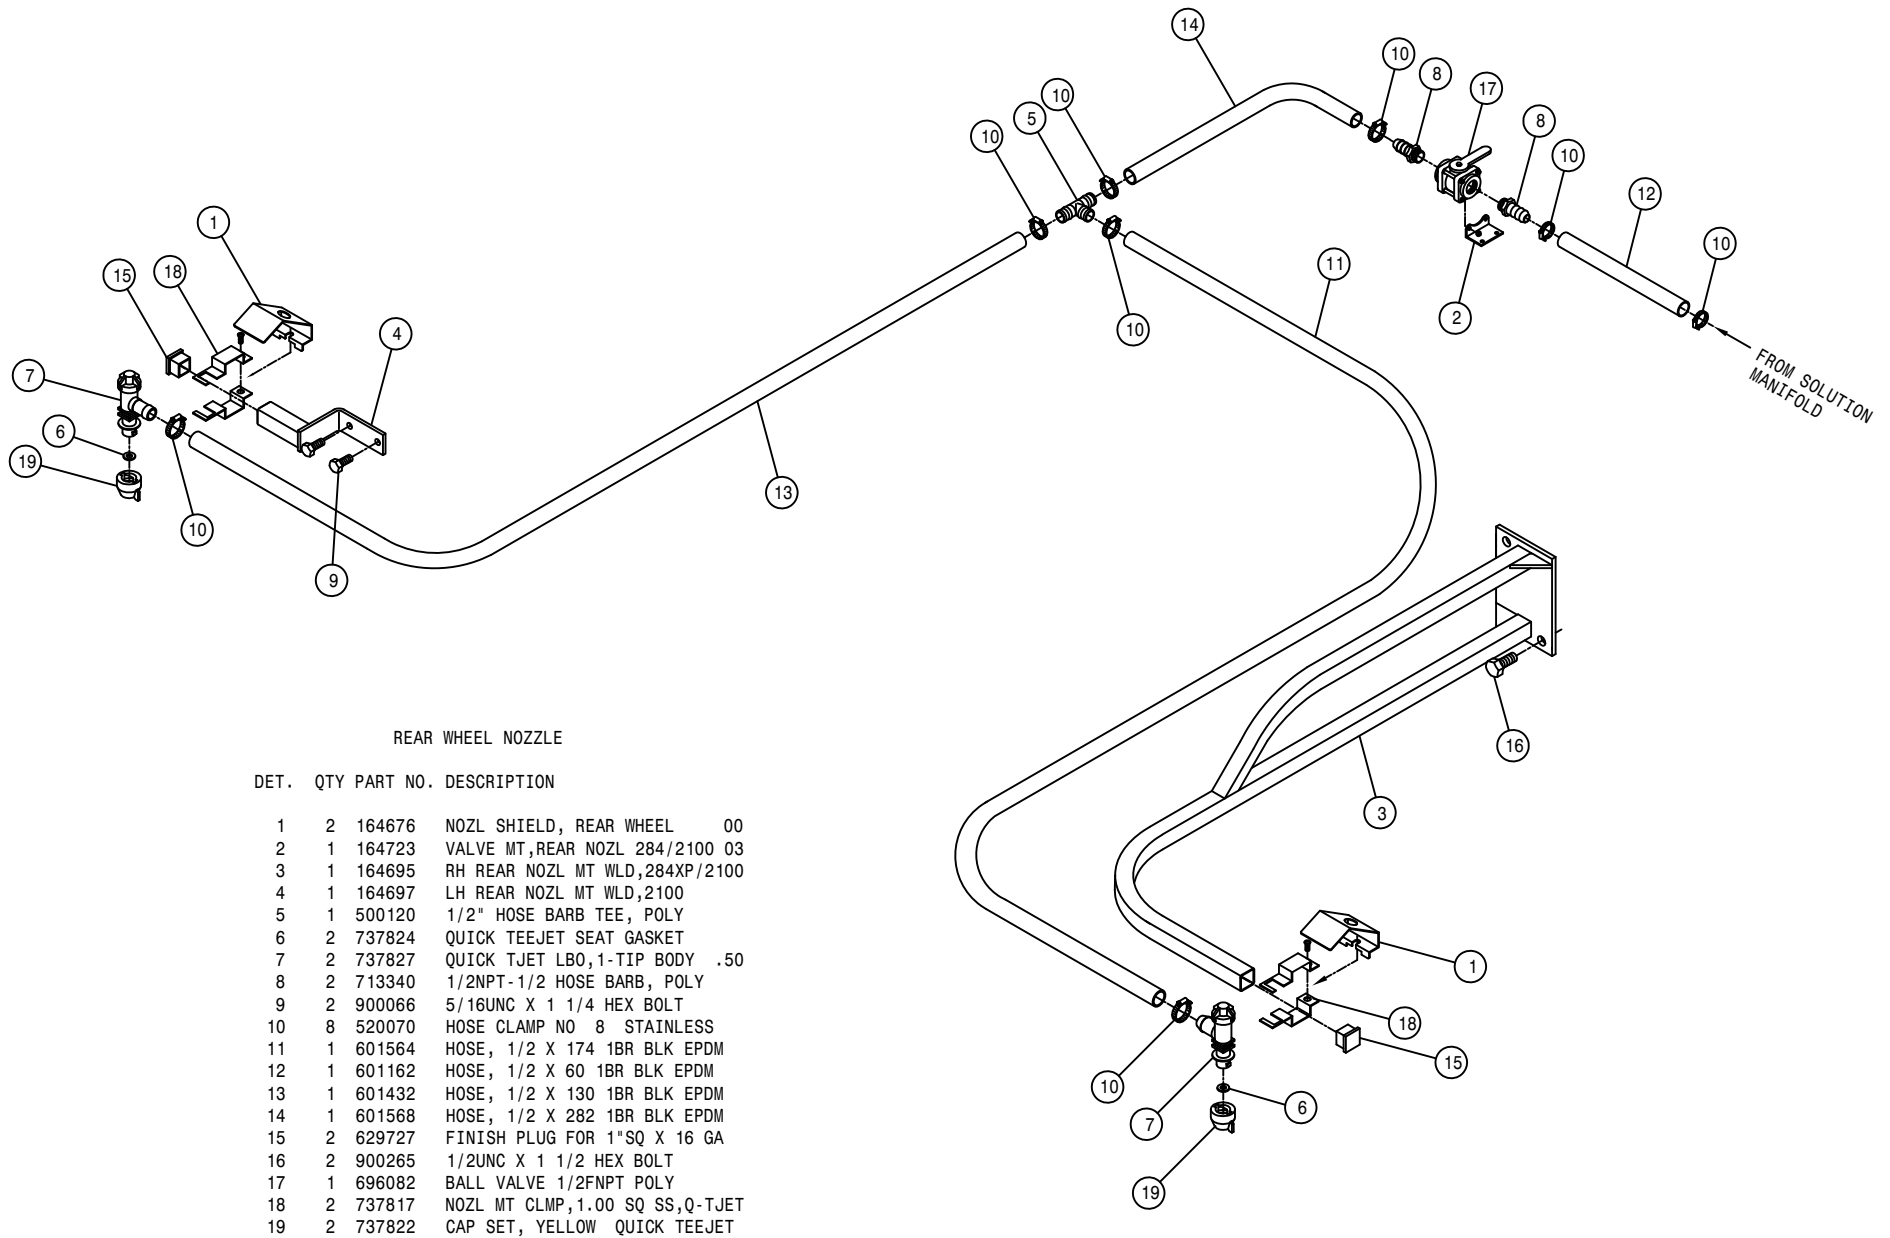 14
10
8
17
10
5
10
8
10
12
10
1
15
18
4
7
6
19
10
9
13
10
11
2
FROM SOLUTION
MANIFOLD
16
3
1
18
15
10
7
6
19
REAR WHEEL NOZZLE
DET. QTY PART NO. DESCRIPTION
1 2 164676 NOZL SHIELD, REAR WHEEL 00
2 1 164723 VALVE MT,REAR NOZL 284/2100 03
3 1 164695 RH REAR NOZL MT WLD,284XP/2100
4 1 164697 LH REAR NOZL MT WLD,2100
5 1 500120 1/2" HOSE BARB TEE, POLY
6 2 737824 QUICK TEEJET SEAT GASKET
7 2 737827 QUICK TJET LBO,1-TIP BODY .50
8 2 713340 1/2NPT-1/2 HOSE BARB, POLY
9 2 900066 5/16UNC X 1 1/4 HEX BOLT
10 8 520070 HOSE CLAMP NO 8 STAINLESS
11 1 601564 HOSE, 1/2 X 174 1BR BLK EPDM
12 1 601162 HOSE, 1/2 X 60 1BR BLK EPDM
13 1 601432 HOSE, 1/2 X 130 1BR BLK EPDM
14 1 601568 HOSE, 1/2 X 282 1BR BLK EPDM
15 2 629727 FINISH PLUG FOR 1"SQ X 16 GA
16 2 900265 1/2UNC X 1 1/2 HEX BOLT
17 1 696082 BALL VALVE 1/2FNPT POLY
18 2 737817 NOZL MT CLMP,1.00 SQ SS,Q-TJET
19 2 737822 CAP SET, YELLOW QUICK TEEJET